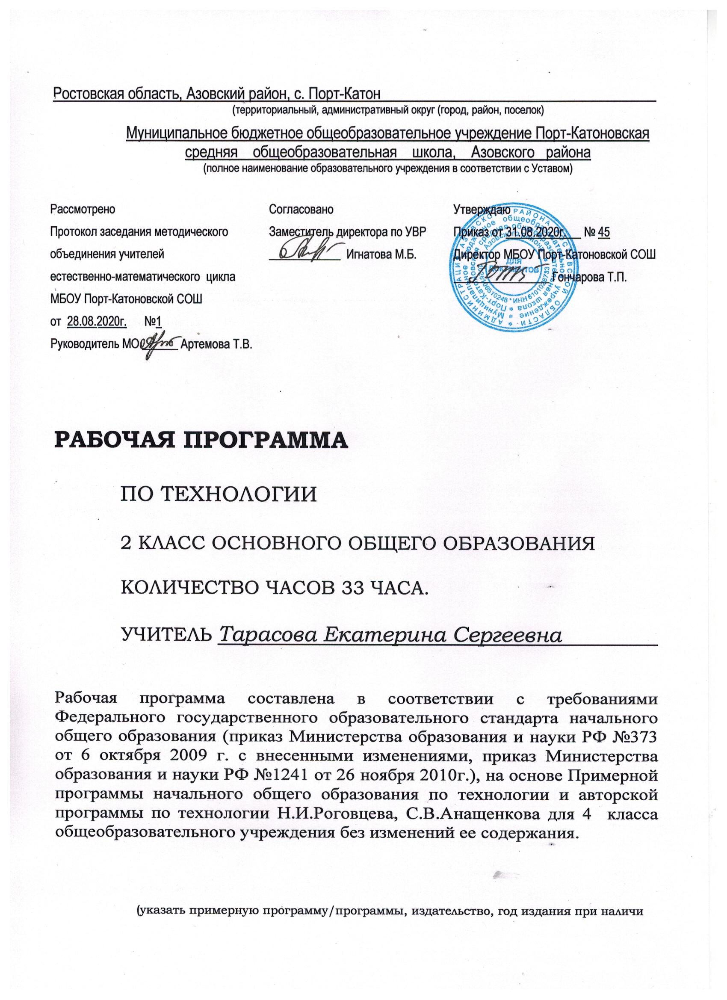 Ростовская область, Азовский район, с. Порт-Катон
(территориальный, административный округ (город, район, поселок)
Муниципальное бюджетное общеобразовательное учреждение Порт-Катоновская
средняя общеобразовательная школа, Азовского района
(полное наименование образовательного учреждения в соответствии с Уставом)
Рассмотрено
Протокол заседания методического
объединения учителей
естественно-математического цикла
МБОУ Порт-Катоновской СОШ
от 28.08.2020г. №1
Руководитель МО Артемова Т.В.
Согласовано
Заместитель директора по УВР
Игнатова М.Б.
Утверждаю
Приказ от 31.08.2020г. № 45
Директор МБОУ Порт-Катоновской СОШ
Гончарова Т.П.
ДЛЯ
ДОКУМЕНТОВ
РАБОЧАЯ ПРОГРАММА
ПО ТЕХНОЛОГИИ
2 КЛАСС ОСНОВНОГО ОБЩЕГО ОБРАЗОВАНИЯ
КОЛИЧЕСТВО ЧАСОВ 33 ЧАСА.
УЧИТЕЛЬ Тарасова Екатерина Сергеевна
Рабочая программа составлена в соответствии с требованиями
Федерального государственного образовательного стандарта начального
общего образования (приказ Министерства образования и науки РФ №373
от 6 октября 2009 г. с внесенными изменениями, приказ Министерства
образования и науки РФ №1241 от 26 ноября 2010г.), на основе Примерной
программы начального общего образования по технологии и авторской
программы по технологии Н.И.Роговцева, С.В.Анащенкова для 4 класса
общеобразовательного учреждения без изменений ее содержания.
(указать примерную программу/программы, издательство, год издания при наличи